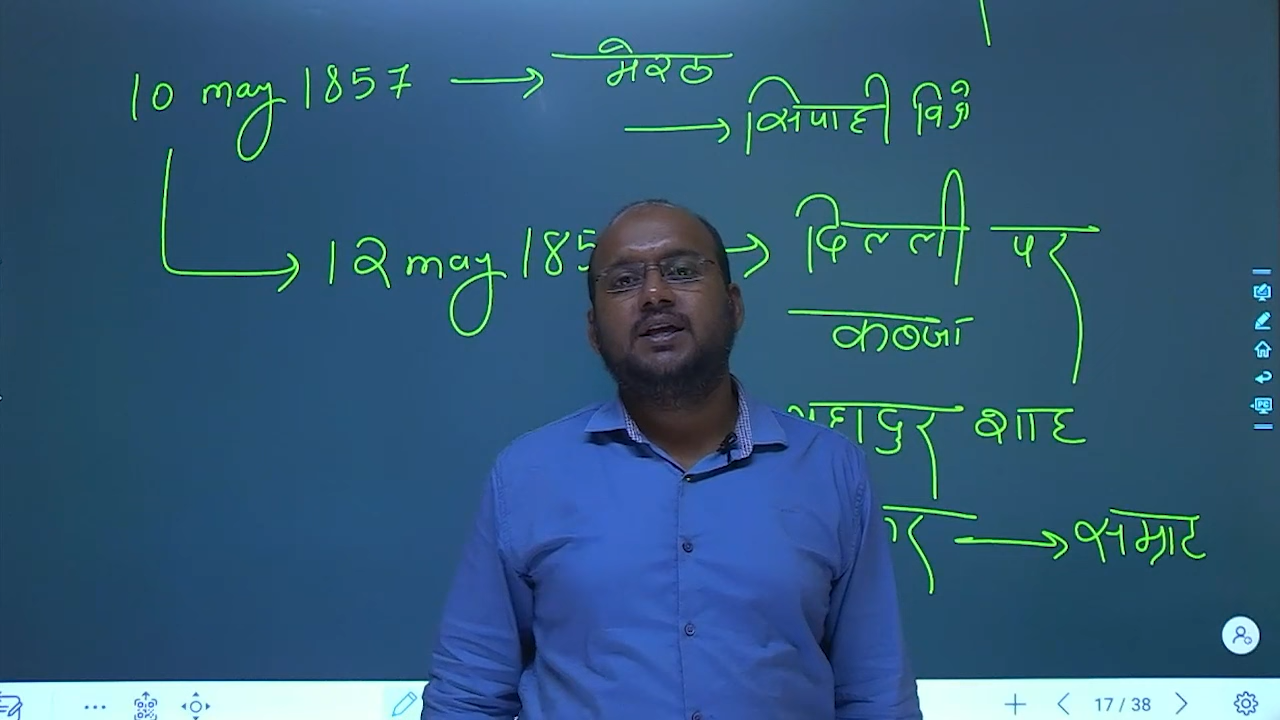 10 may 1857 → मेरठ
→ सिपाही
12 may 185 → दिल्ली पर
कब्जा
शाह
→ सम्राट
17 / 38